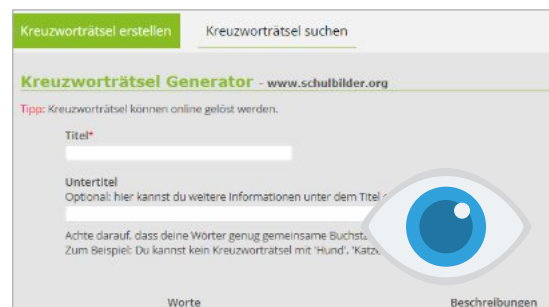 Kreuzworträtsel erstellen Kreuzworträtsel suchen
Kreuzworträtsel Generator - www.schulbilder.org
Tipp: Kreuzworträtsel können online gelöst werden.
Titel*
Untertitel
Optional: hier kannst du weitere Informationen unter dem Titel
Achte darauf, dass deine Wörter genug gemeinsame
Zum Beispiel: Du kannst kein Kreuzworträtsel mit 'Hund',
Worte Beschreibungen